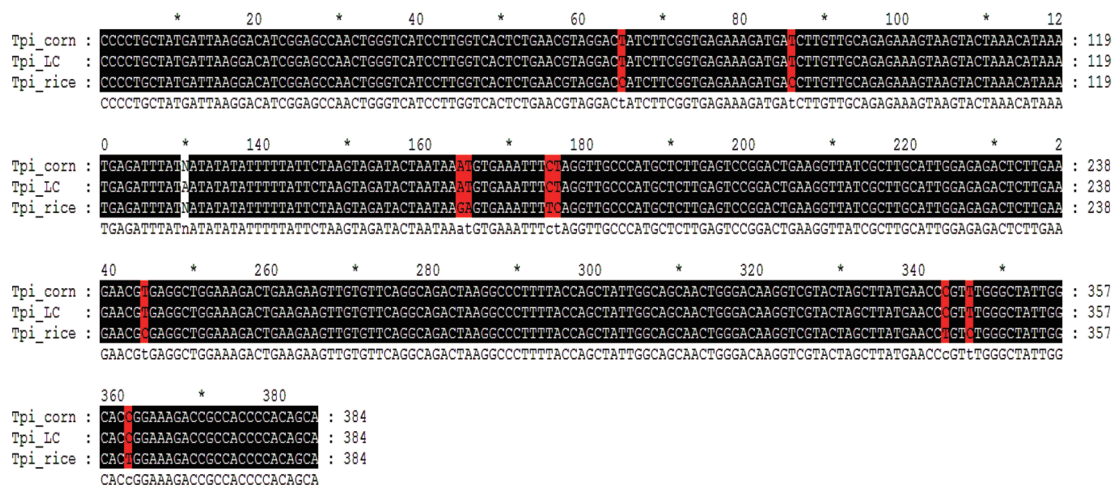 * 20 * 40 * 60 * 80 * 100 * 12
Tpi_corn : CCCCTGCTATGATTAAGGACATCGGAGCCAACTGGGTCATCCTTGGTCACTCTGAACGTAGGACTATCTTCGGTGAGAAAGATGATCTTGTTGCAGAGAAAGTAAGTACTAAACATAAA : 119
Tpi_LC : CCCCTGCTATGATTAAGGACATCGGAGCCAACTGGGTCATCCTTGGTCACTCTGAACGTAGGACTATCTTCGGTGAGAAAGATGATCTTGTTGCAGAGAAAGTAAGTACTAAACATAAA : 119
Tpi_rice : CCCCTGCTATGATTAAGGACATCGGAGCCAACTGGGTCATCCTTGGTCACTCTGAACGTAGGACCATCTTCGGTGAGAAAGATGACCTTGTTGCAGAGAAAGTAAGTACTAAACATAAA : 119
CCCCTGCTATGATTAAGGACATCGGAGCCAACTGGGTCATCCTTGGTCACTCTGAACGTAGGACtATCTTCGGTGAGAAAGATGAtCTTGTTGCAGAGAAAGTAAGTACTAAACATAAA
0 * 140 * 160 * 180 * 200 * 220 * 2
Tpi_corn : TGAGATTTATNATATATATTTTTATTCTAAGTAGATACTAATAAATGTGAAATTTCTAGGTTGCCCATGCTCTTGAGTCCGGACTGAAGGTTATCGCTTGCATTGGAGAGACTCTTGAA : 238
Tpi_LC : TGAGATTTATAATATATATTTTTATTCTAAGTAGATACTAATAAATGTGAAATTTCTAGGTTGCCCATGCTCTTGAGTCCGGACTGAAGGTTATCGCTTGCATTGGAGAGACTCTTGAA : 238
Tpi_rice : TGAGATTTATNATATATATTTTTATTCTAAGTAGATACTAATAAGAGTGAAATTTTCAGGTTGCCCATGCTCTTGAGTCCGGACTGAAGGTTATCGCTTGCATTGGAGAGACTCTTGAA : 238
TGAGATTTATnATATATATTTTTATTCTAAGTAGATACTAATAAatGTGAAATTTctAGGTTGCCCATGCTCTTGAGTCCGGACTGAAGGTTATCGCTTGCATTGGAGAGACTCTTGAA
40 * 260 * 280 * 300 * 320 * 340 *
Tpi_corn : GAACGTGAGGCTGGAAAGACTGAAGAAGTTGTGTTCAGGCAGACTAAGGCCCTTTTACCAGCTATTGGCAGCAACTGGGACAAGGTCGTACTAGCTTATGAACCCGTTTGGGCTATTGG : 357
Tpi_LC : GAACGTGAGGCTGGAAAGACTGAAGAAGTTGTGTTCAGGCAGACTAAGGCCCTTTTACCAGCTATTGGCAGCAACTGGGACAAGGTCGTACTAGCTTATGAACCCGTTTGGGCTATTGG : 357
Tpi_rice : GAACGCGAGGCTGGAAAGACTGAAGAAGTTGTGTTCAGGCAGACTAAGGCCCTTTTACCAGCTATTGGCAGCAACTGGGACAAGGTCGTACTAGCTTATGAACCTGTCTGGGCTATTGG : 357
GAACGtGAGGCTGGAAAGACTGAAGAAGTTGTGTTCAGGCAGACTAAGGCCCTTTTACCAGCTATTGGCAGCAACTGGGACAAGGTCGTACTAGCTTATGAACCcGTtTGGGCTATTGG
360 * 380
Tpi_corn : CACCGGAAAGACCGCCACCCCACAGCA : 384
Tpi_LC : CACCGGAAAGACCGCCACCCCACAGCA : 384
Tpi_rice : CACTGGAAAGACCGCCACCCCACAGCA : 384
CACcGGAAAGACCGCCACCCCACAGCA